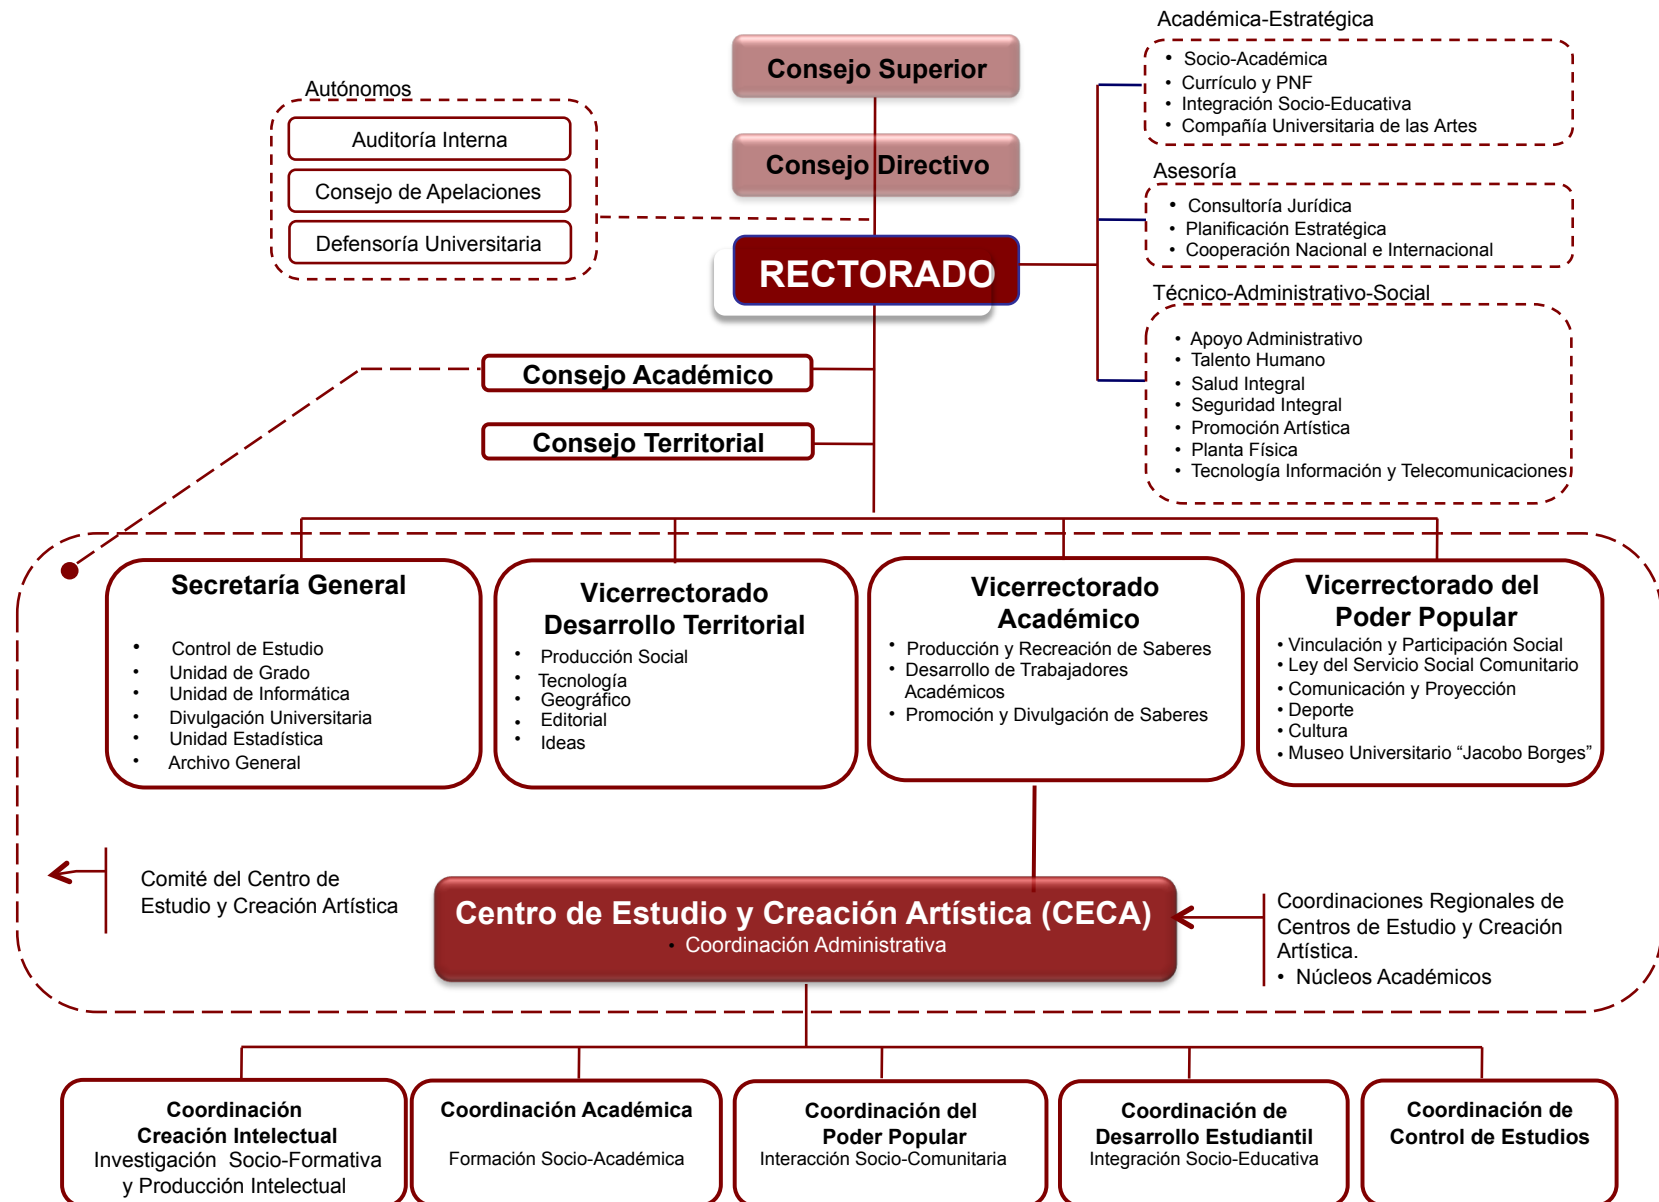 Consejo Superior
Consejo Directivo
RECTORADO
Autónomos
Auditoría Interna
Consejo de Apelaciones
Defensoría Universitaria
Académica-Estratégica
• Socio-Académica
• Currículo y PNF
• Integración Socio-Educativa
• Compañía Universitaria de las Artes
Asesoría
• Consultoría Jurídica
• Planificación Estratégica
• Cooperación Nacional e Internacional
Técnico-Administrativo-Social
• Apoyo Administrativo
• Talento Humano
• Salud Integral
• Seguridad Integral
• Promoción Artística
• Planta Física
• Tecnología Información y Telecomunicaciones
Consejo Académico
Consejo Territorial
Secretaría General
• Control de Estudio
• Unidad de Grado
• Unidad de Informática
• Divulgación Universitaria
• Unidad Estadística
• Archivo General
Vicerrectorado
Desarrollo Territorial
• Producción Social
• Tecnología
• Geográfico
• Editorial
• Ideas
Vicerrectorado
Académico
• Producción y Recreación de Saberes
• Desarrollo de Trabajadores
Académicos
• Promoción y Divulgación de Saberes
Vicerrectorado del
Poder Popular
• Vinculación y Participación Social
• Ley del Servicio Social Comunitario
• Comunicación y Proyección
• Deporte
• Cultura
• Museo Universitario “Jacobo Borges”
Comité del Centro de
Estudio y Creación Artística
Centro de Estudio y Creación Artística (CECA)
• Coordinación Administrativa
Coordinaciones Regionales de
Centros de Estudio y Creación
Artística.
• Núcleos Académicos
Coordinación
Creación Intelectual
Investigación Socio-Formativa
y Producción Intelectual
Coordinación Académica
Formación Socio-Académica
Coordinación del
Poder Popular
Interacción Socio-Comunitaria
Coordinación de
Desarrollo Estudiantil
Integración Socio-Educativa
Coordinación de
Control de Estudios